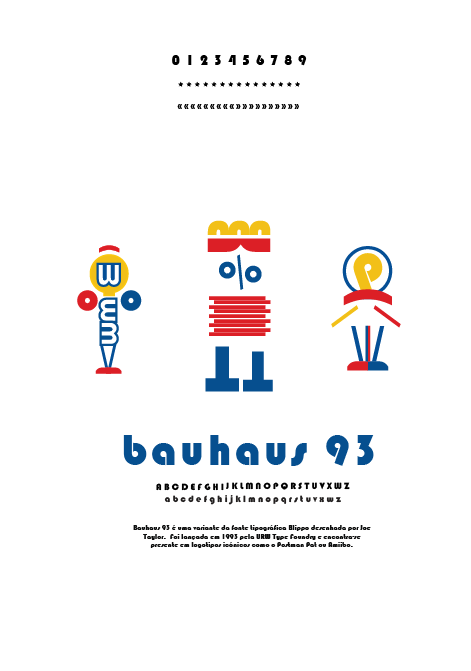 0 1 2 3 4 5 6 7 8 9
* * * * * * * * * * * * * * *
««««««««««»»»»»»»»»»
%
bauhaus 93
ABCDEFGHIJKLMNOPQRSTUVXWZ
abcdefghijklmnopqrstuvxwz
Bauhaus 93 é uma variante da fonte tipográfica Blippo desenhada por Joe
Taylor. Foi lançada em 1993 pela URW Type Foundry e encontra-se
presente em logotipos icónicos como o Postman Pat ou Amiibo.